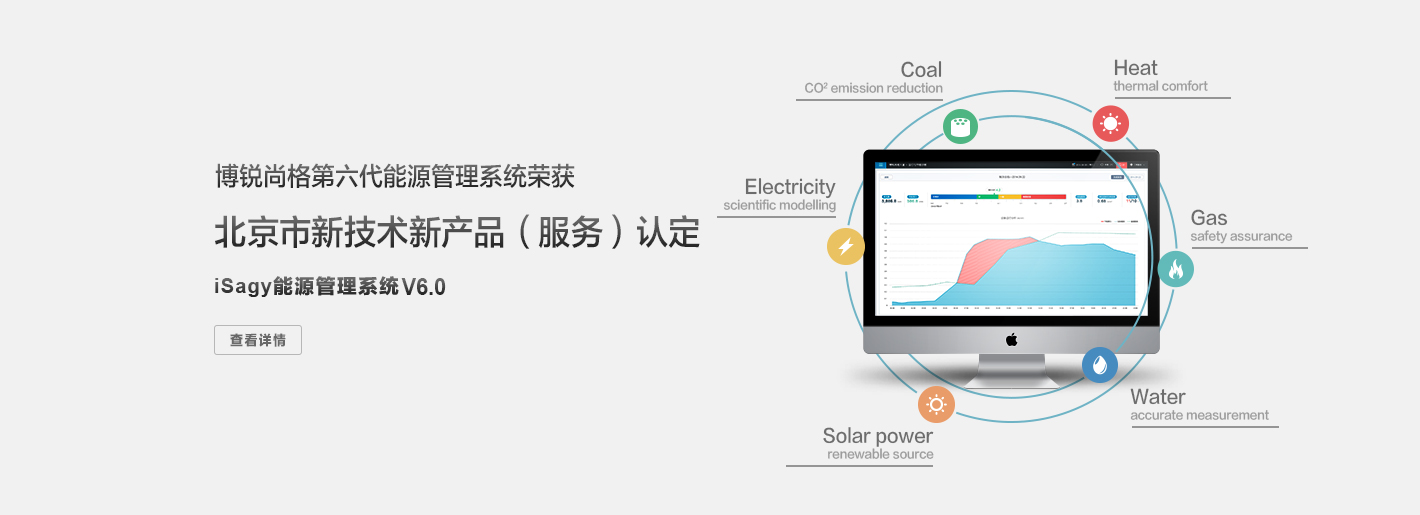 博锐尚格第六代能源管理系统荣获
北京市新技术新产品（服务）认定
iSagy能源管理系统V6.0
查看详情
Coal
CO² emission reduction
Heat
thermal comfort
Electricity
scientific modelling
Gas
safety assurance
Water
accurate measurement
Solar power
renewable source